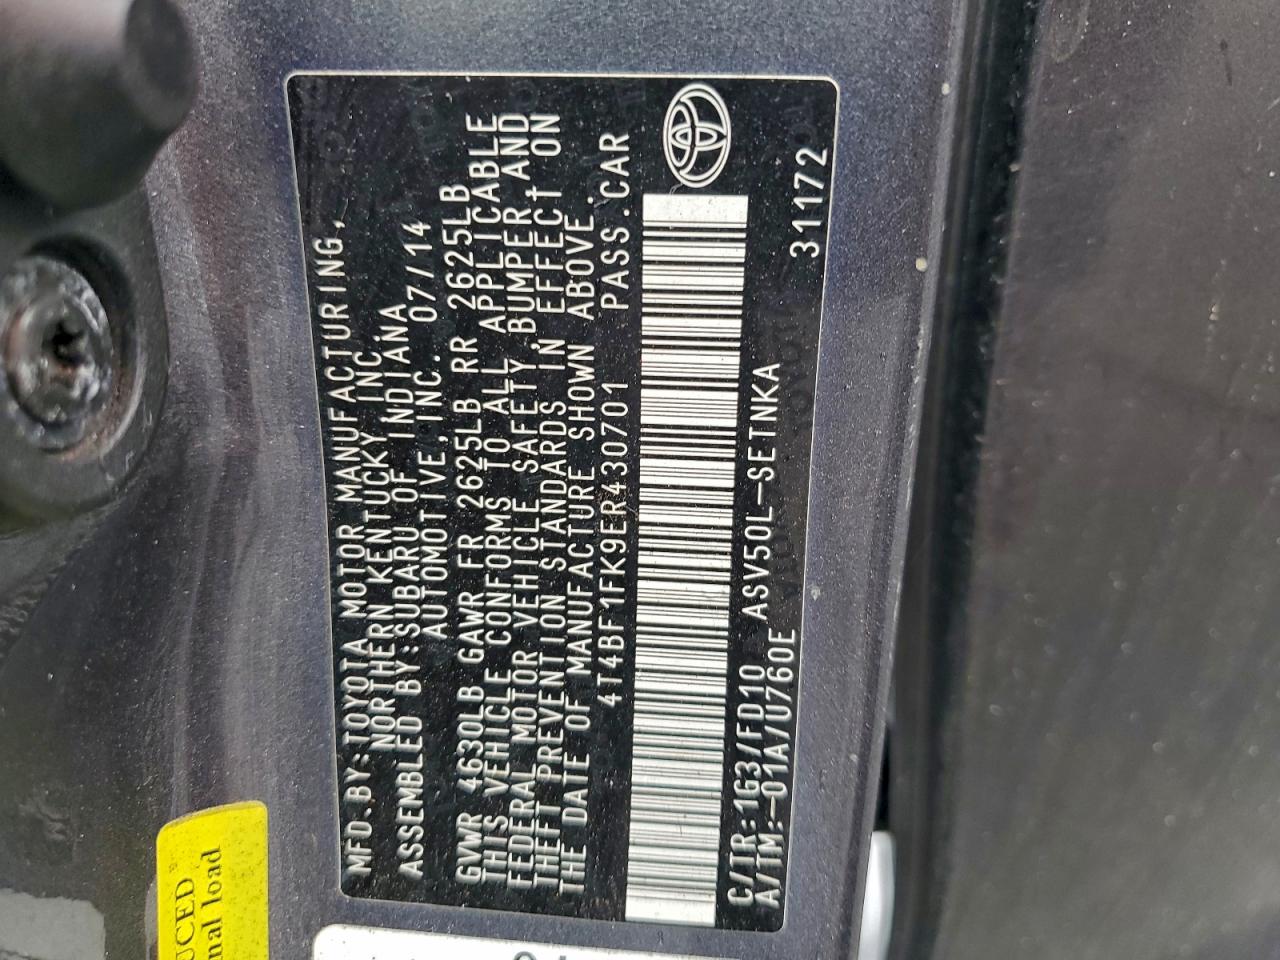 MFD.BY:TOYOTA MOTOR MANUFACTURING,
NORTHERN KENTUCKY INC.
ASSEMBLED BY:SUBARU OF INDIANA
AUTOMOTIVE,INC. 07/14
GVWR 4630LB GAWR FR 2625LB RR 2625LB
THIS VEHICLE CONFORMS TO ALL APPLICABLE
FEDERAL MOTOR VEHICLE SAFETY,BUMPER,AND
THEFT PREVENTION STANDARDS IN EFFECT ON
THE DATE OF MANUFACTURE SHOWN ABOVE.
4T4BF1FK9ER430701 PASS.CAR
C/TR:1G3/FD10 ASV50L-SETNKA
A/TM:-01A/U760E
31172
UCED
nal load